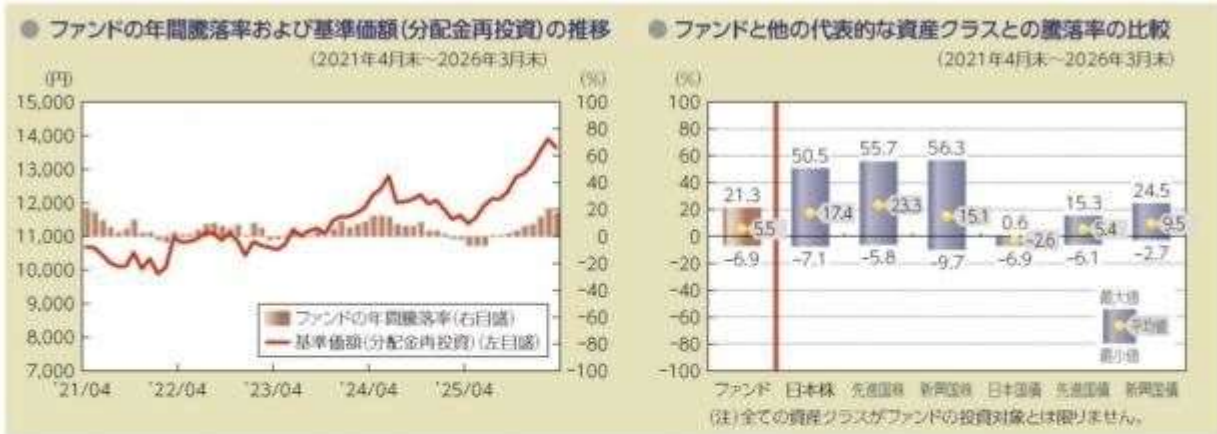 ● ファンドの年間騰落率および基準価額(分配金再投資)の推移
(2021年4月末～2026年3月末)
(円)
(%)
15,000
14,000
13,000
12,000
11,000
10,000
9,000
8,000
7,000
100
80
60
40
20
0
-20
-40
-60
-80
-100
ファンドの年間騰落率(右目盛)
基準価額(分配金再投資)(左目盛)
'21/04 '22/04 '23/04 '24/04 '25/04
● ファンドと他の代表的な資産クラスとの騰落率の比較
(2021年4月末～2026年3月末)
(%)
100
80
60
40
20
0
-20
-40
-60
-80
-100
21.3 50.5 55.7 56.3 0.6 15.3 24.5
5.5 17.4 23.3 15.1 -2.6 5.4 9.5
-6.9 -7.1 -5.8 -9.7 -6.9 -6.1 -2.7
最大値
平均値
最小値
ファンド 日本株 先進国株 新興国株 日本国債 先進国債 新興国債
(注)全ての資産クラスがファンドの投資対象とは限りません。